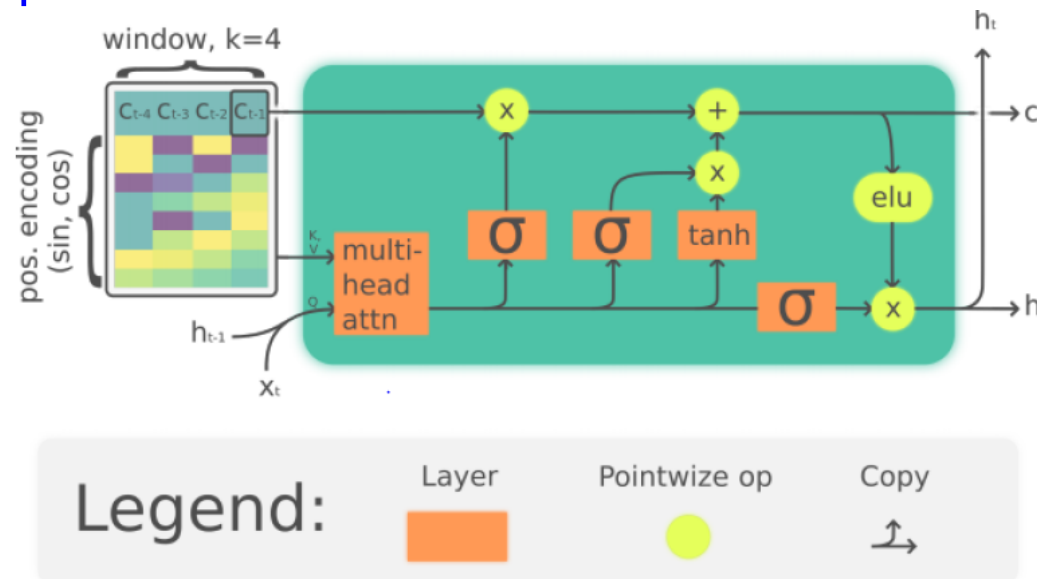 hₜ
window, k=4
Cₜ₋₄ Cₜ₋₃ Cₜ₋₂ Cₜ₋₁
x
+
c
pos. encoding
(sin, cos)
x
elu
σ
σ
tanh
K,
V
multi-
head
attn
Q
σ
x
h
hₜ₋₁
xₜ
Legend:
Layer
Pointwize op
Copy